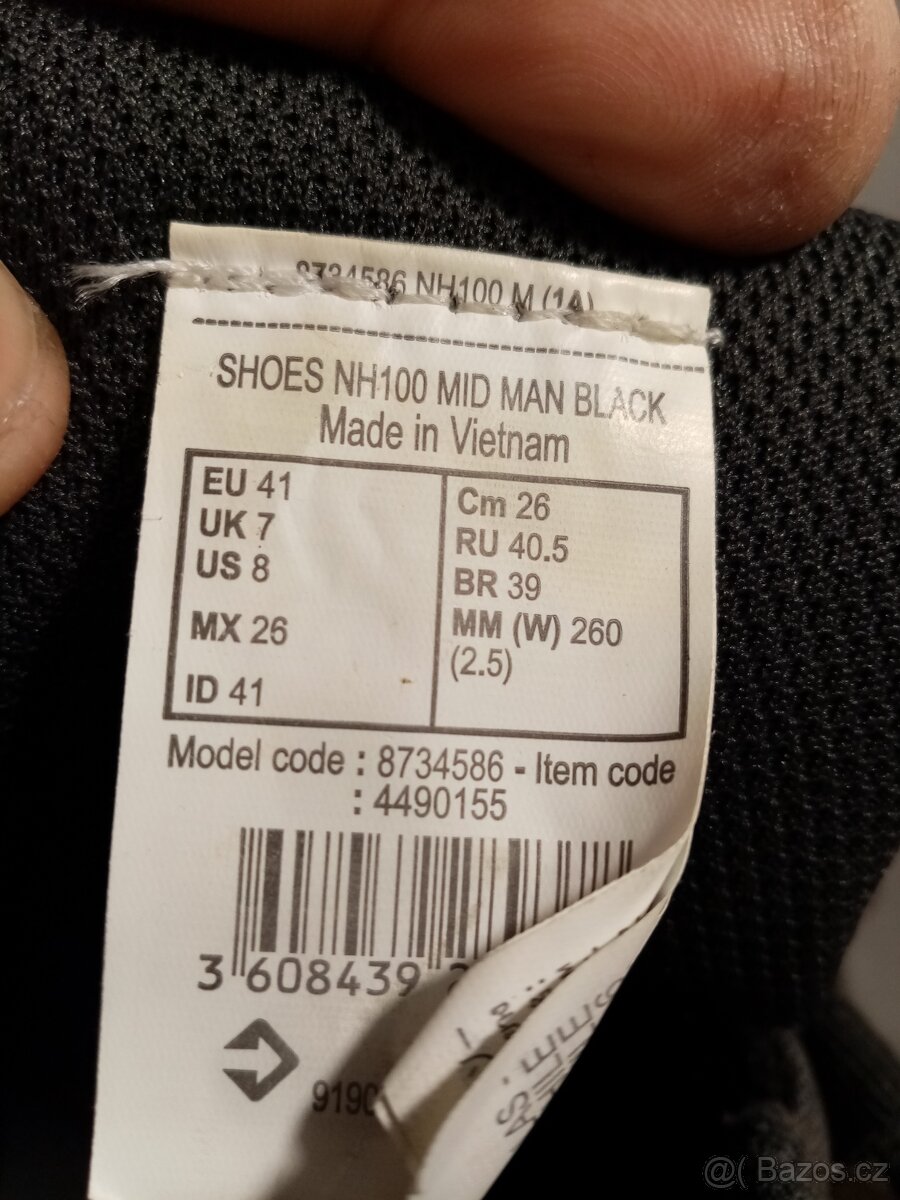 8734586 NH100 M (1A)
SHOES NH100 MID MAN BLACK
Made in Vietnam
EU 41
UK 7
US 8
MX 26
ID 41
Cm 26
RU 40.5
BR 39
MM (W) 260
(2.5)
Model code : 8734586 - Item code
: 4490155
3 608439
9190
@( Bazos.cz